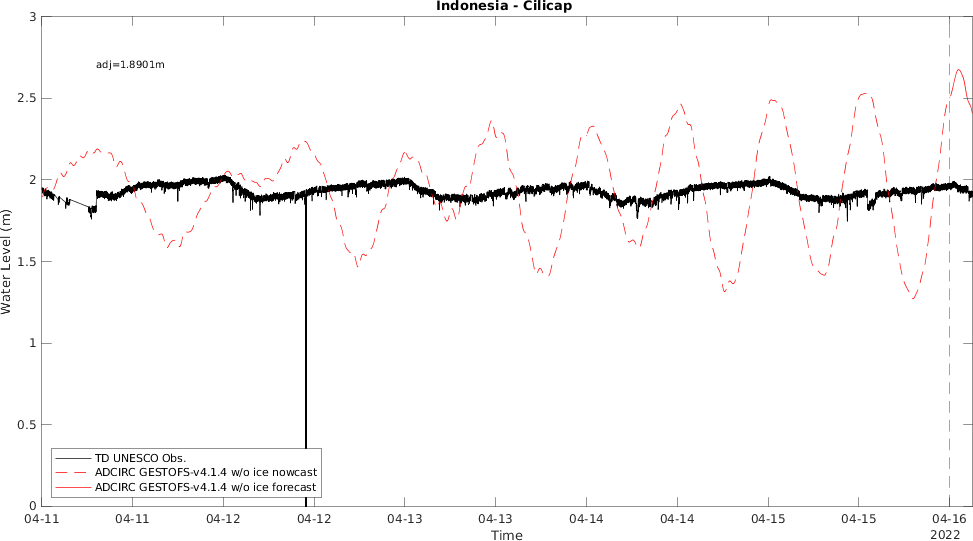 Indonesia - Cilicap
adj=1.8901m
3
2.5
2
1.5
1
0.5
0
Water Level (m)
TD UNESCO Obs.
ADCIRC GESTOFS-v4.1.4 w/o ice nowcast
ADCIRC GESTOFS-v4.1.4 w/o ice forecast
04-11 04-11 04-12 04-12 04-13 04-13 04-14 04-14 04-15 04-15 04-16
2022
Time